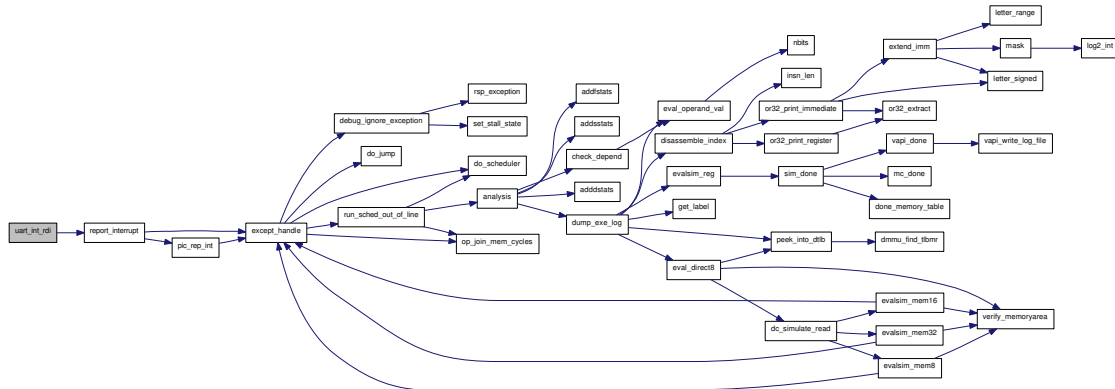 letter_range
nbits
extend_imm
mask
log2_int
insn_len
letter_signed
rsp_exception
addfstats
eval_operand_val
or32_print_immediate
or32_extract
debug_ignore_exception
set_stall_state
addsstats
disassemble_index
or32_print_register
vapi_done
vapi_write_log_file
do_jump
do_scheduler
check_depend
evalsim_reg
sim_done
mc_done
analysis
adddstats
get_label
done_memory_table
run_sched_out_of_line
dump_exe_log
uart_int_rdi
report_interrupt
except_handle
pic_rep_int
op_join_mem_cycles
peek_into_dtlb
dmmu_find_tlbmr
eval_direct8
evalsim_mem16
verify_memoryarea
dc_simulate_read
evalsim_mem32
evalsim_mem8